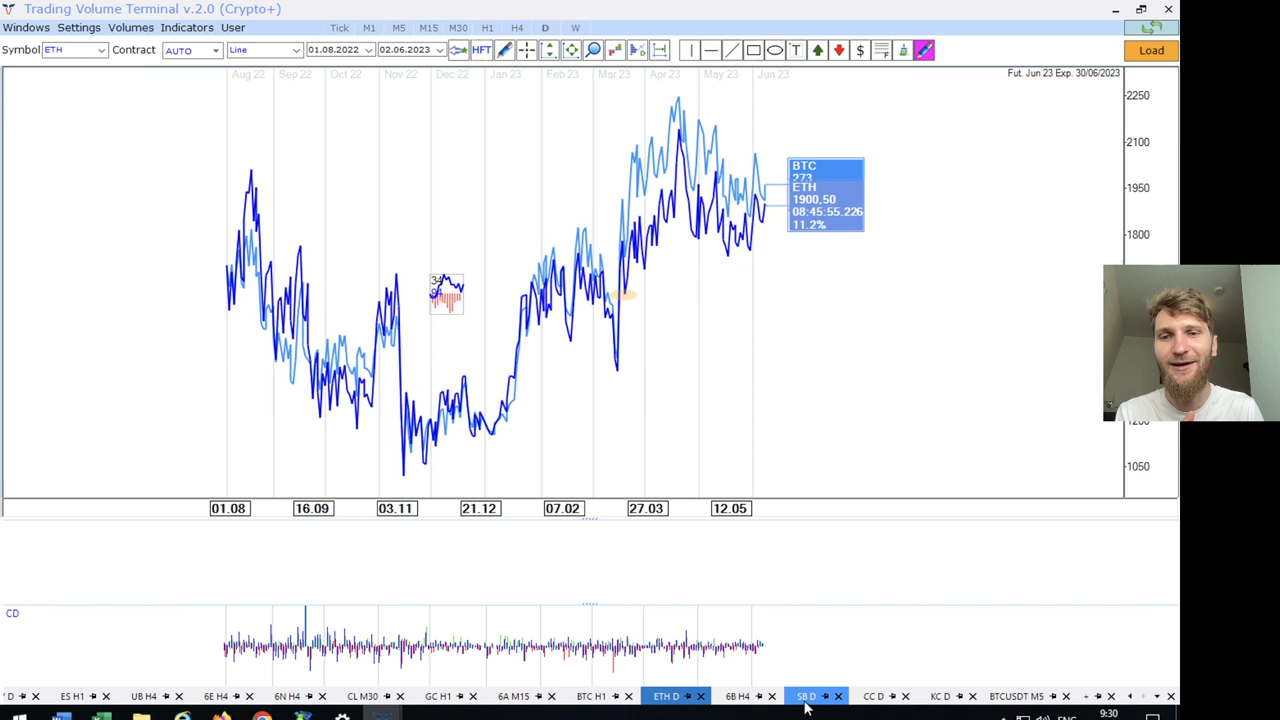 Trading Volume Terminal v.2.0 (Crypto+)
Windows Settings Volumes Indicators User Tick M1 M5 M15 M30 H1 H4 D W
Symbol ETH Contract AUTO Line 01.08.2022 02.06.2023 HFT T $ F Load
Aug 22 Sep 22 Oct 22 Nov 22 Dec 22 Jan 23 Feb 23 Mar 23 Apr 23 May 23 Jun 23 Fut. Jun 23 Exp. 30/06/2023
2250
2100
BTC
273
ETH
1950
1900,50
08:45:55.226
11.2%
1800
34
1200
1050
01.08 16.09 03.11 21.12 07.02 27.03 12.05
CD
D ES H1 UB H4 6E H4 6N H4 CL M30 GC H1 6A M15 BTC H1 ETH D 6B H4 SB D CC D KC D BTCUSDT M5 +
9:30